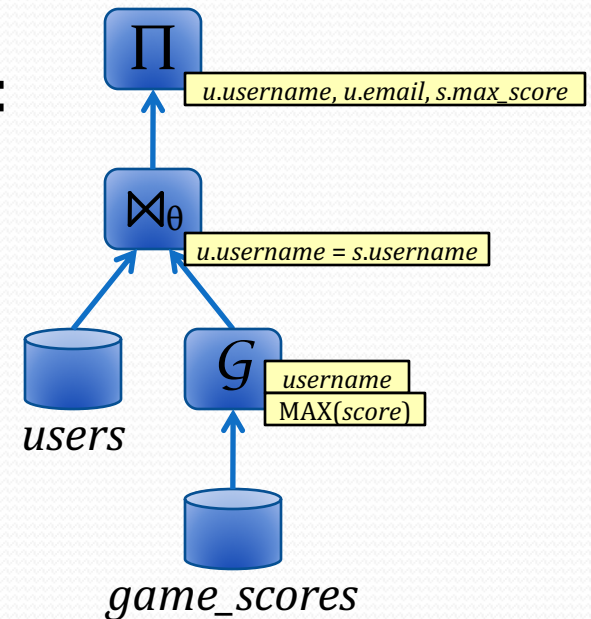 :
Π
u.username, u.email, s.max_score
⋈θ
u.username = s.username
users
G
username
MAX(score)
game_scores